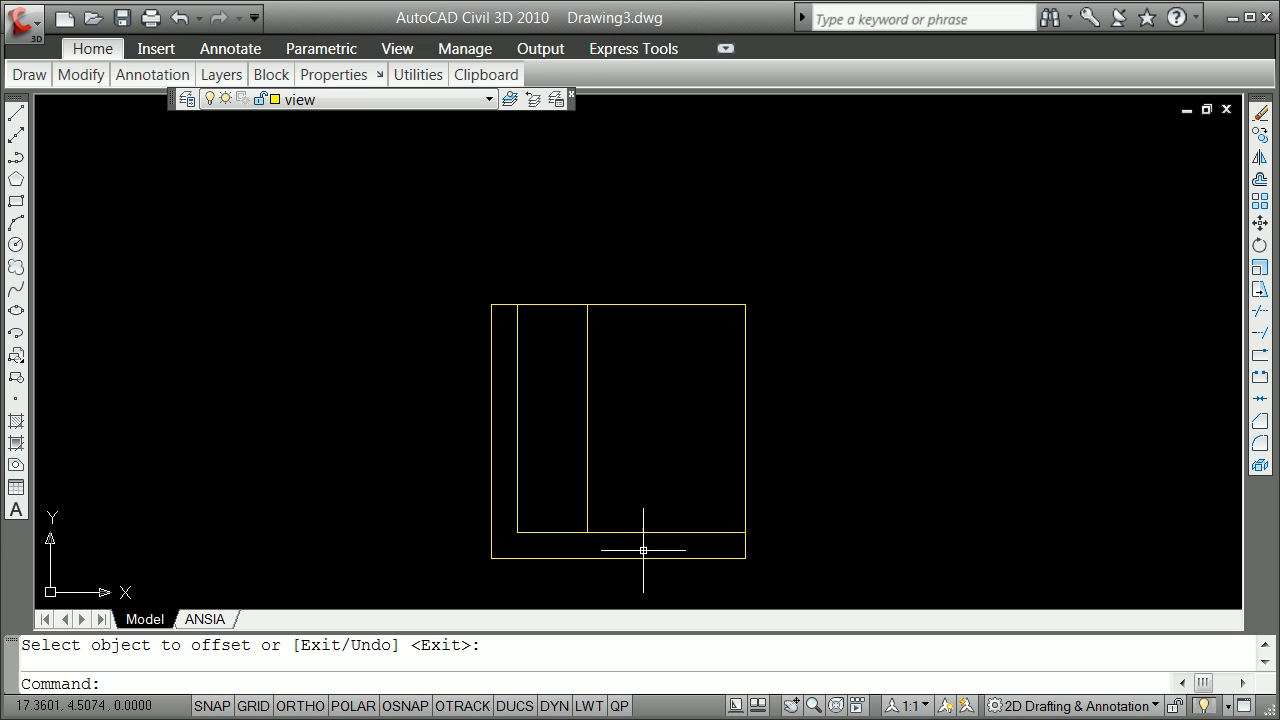 AutoCAD Civil 3D 2010 Drawing3.dwg Type a keyword or phrase
3D
Home Insert Annotate Parametric View Manage Output Express Tools
Draw Modify Annotation Layers Block Properties Utilities Clipboard
view
A
Y
X
Model ANSIA
Select object to offset or [Exit/Undo] <Exit>:
Command:
17.3601, 4.5074, 0.0000 SNAP GRID ORTHO POLAR OSNAP OTRACK DUCS DYN LWT QP 1:1 2D Drafting & Annotation